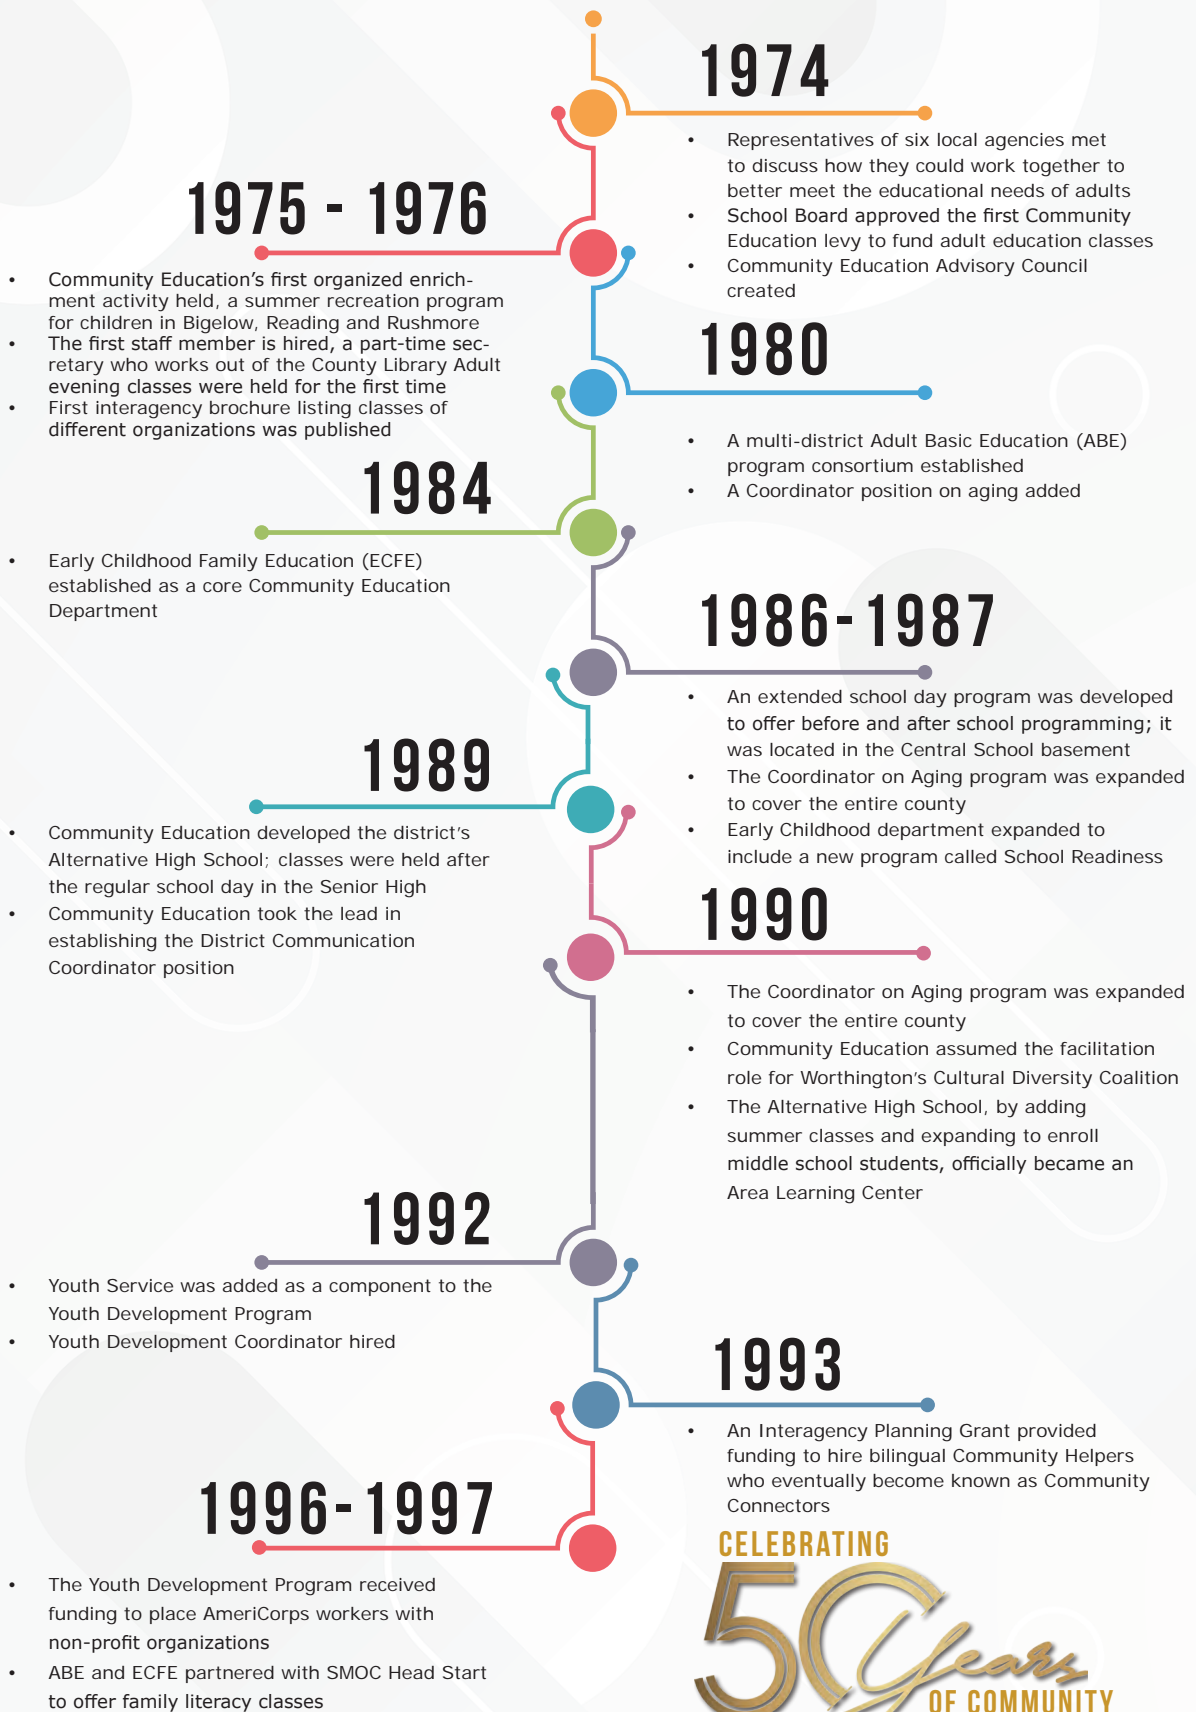 1974
• Representatives of six local agencies met
to discuss how they could work together to
better meet the educational needs of adults
• School Board approved the first Community
Education levy to fund adult education classes
• Community Education Advisory Council
created
1975 - 1976
• Community Education's first organized enrich-
ment activity held, a summer recreation program
for children in Bigelow, Reading and Rushmore
• The first staff member is hired, a part-time sec-
retary who works out of the County Library Adult
evening classes were held for the first time
• First interagency brochure listing classes of
different organizations was published
1980
• A multi-district Adult Basic Education (ABE)
program consortium established
• A Coordinator position on aging added
1984
• Early Childhood Family Education (ECFE)
established as a core Community Education
Department
1986-1987
• An extended school day program was developed
to offer before and after school programming; it
was located in the Central School basement
• The Coordinator on Aging program was expanded
to cover the entire county
• Early Childhood department expanded to
include a new program called School Readiness
1989
• Community Education developed the district's
Alternative High School; classes were held after
the regular school day in the Senior High
• Community Education took the lead in
establishing the District Communication
Coordinator position
1990
• The Coordinator on Aging program was expanded
to cover the entire county
• Community Education assumed the facilitation
role for Worthington's Cultural Diversity Coalition
• The Alternative High School, by adding
summer classes and expanding to enroll
middle school students, officially became an
Area Learning Center
1992
• Youth Service was added as a component to the
Youth Development Program
• Youth Development Coordinator hired
1993
• An Interagency Planning Grant provided
funding to hire bilingual Community Helpers
who eventually become known as Community
Connectors
1996-1997
• The Youth Development Program received
funding to place AmeriCorps workers with
non-profit organizations
• ABE and ECFE partnered with SMOC Head Start
to offer family literacy classes
CELEBRATING
50 Years
OF COMMUNITY